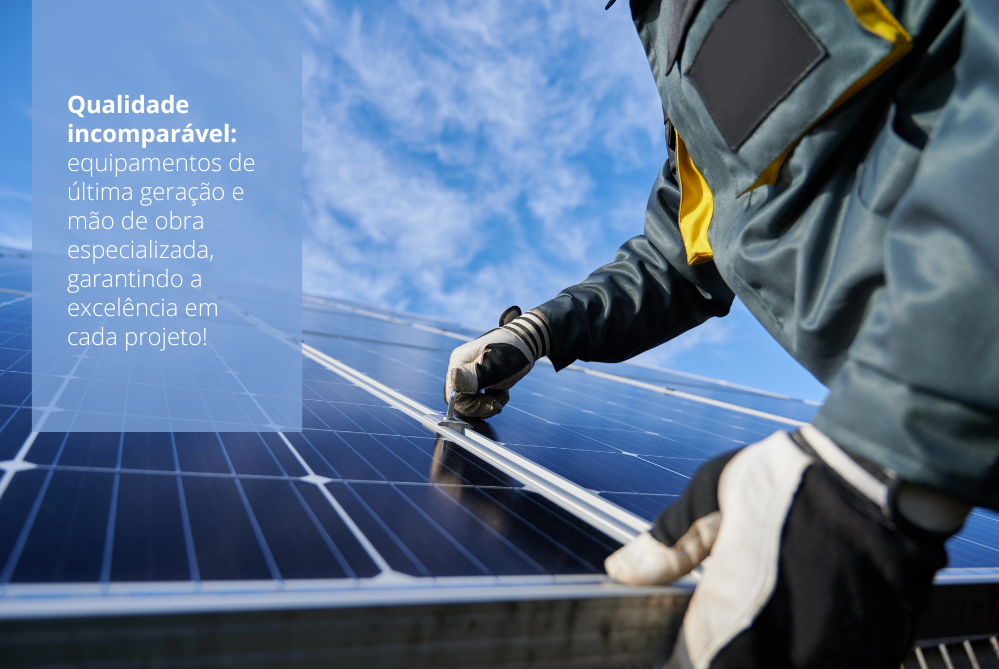 Qualidade
incomparável:
equipamentos de
última geração e
mão de obra
especializada,
garantindo a
excelência em
cada projeto!